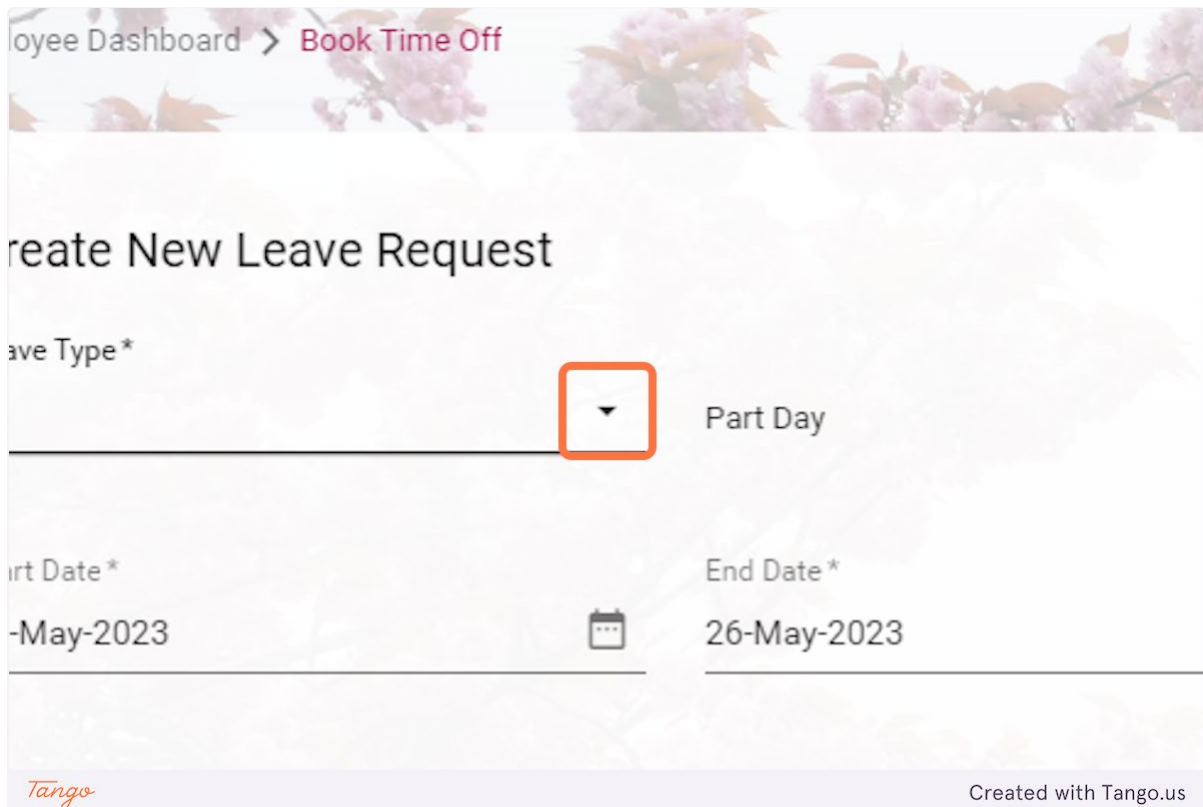 loyee Dashboard > Book Time Off
reate New Leave Request
ave Type*
Part Day
art Date*
End Date*
-May-2023
26-May-2023
Tango
Created with Tango.us